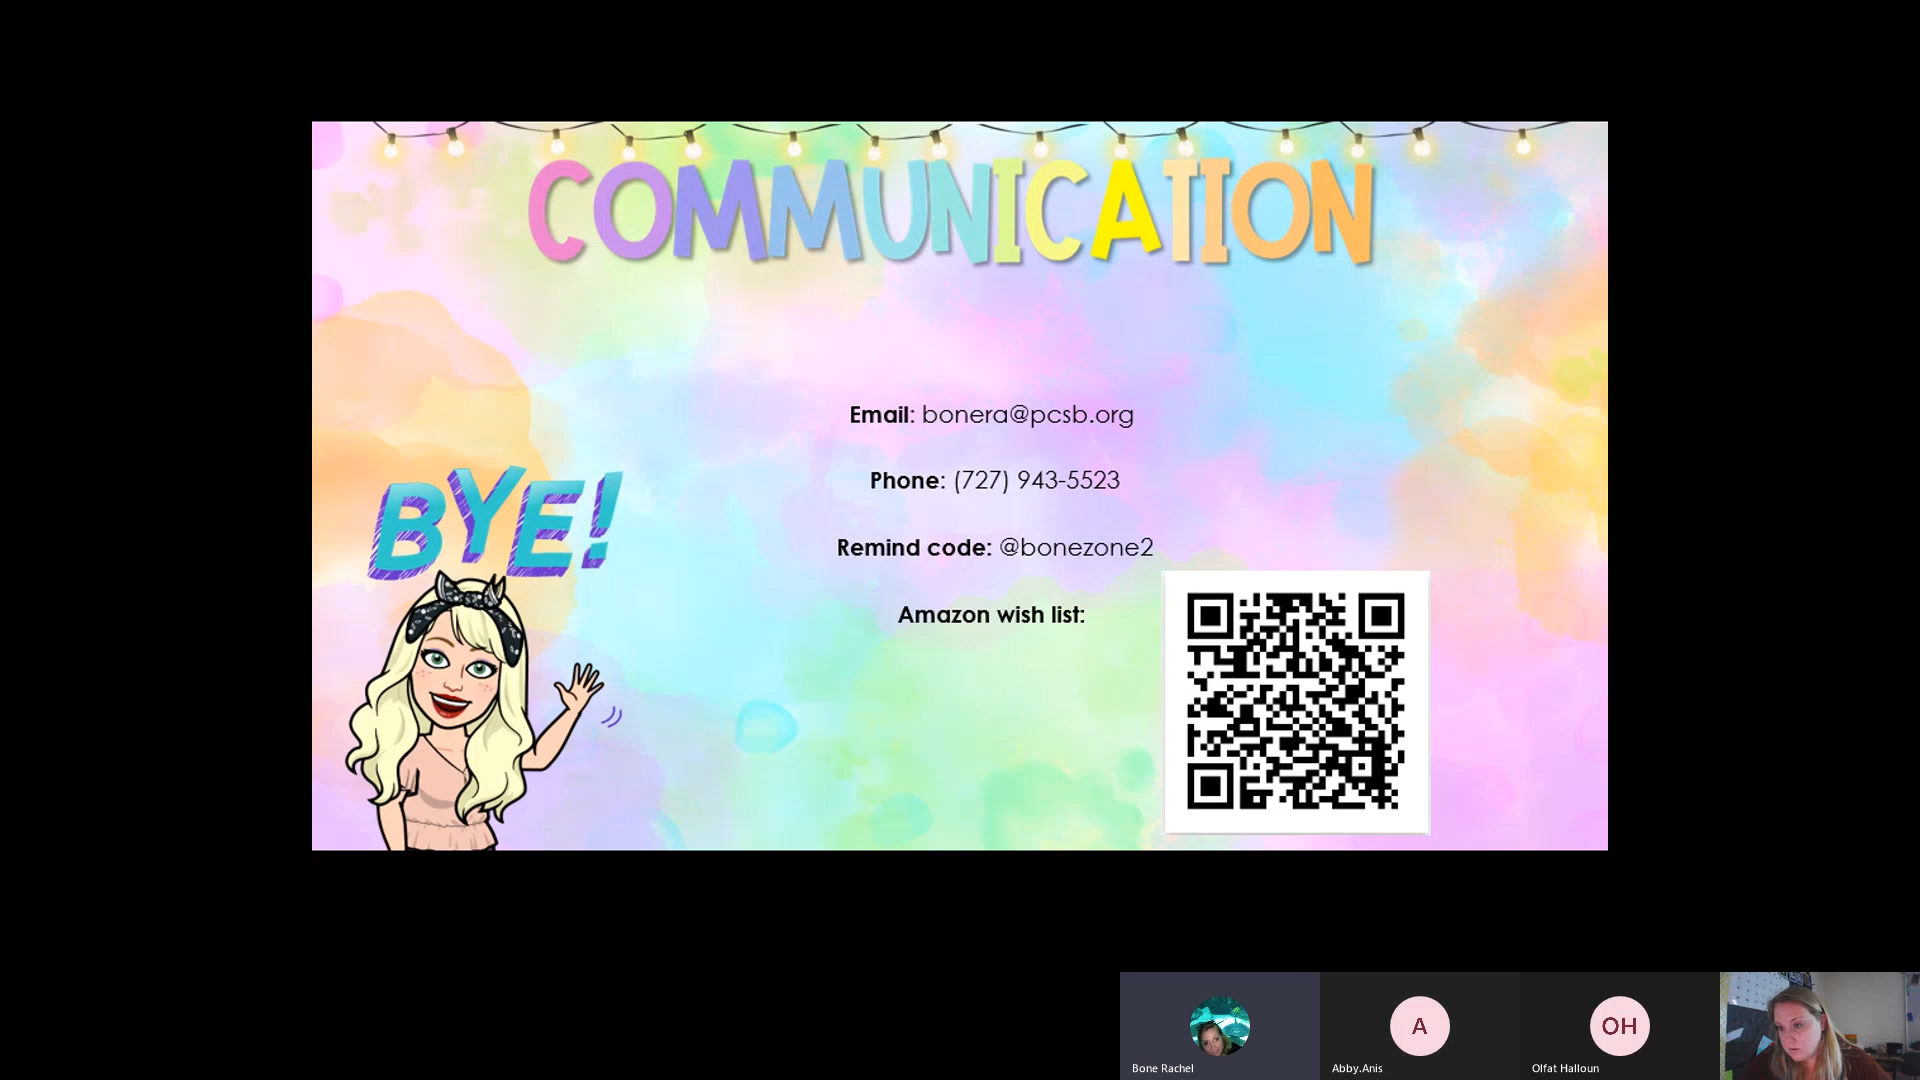 COMMUNICATION
Email: bonera@pcsb.org
Phone: (727) 943-5523
Remind code: @bonezone2
Amazon wish list:
BYE!
A
OH
Bone Rachel
Abby.Anis
Olfat Halloun